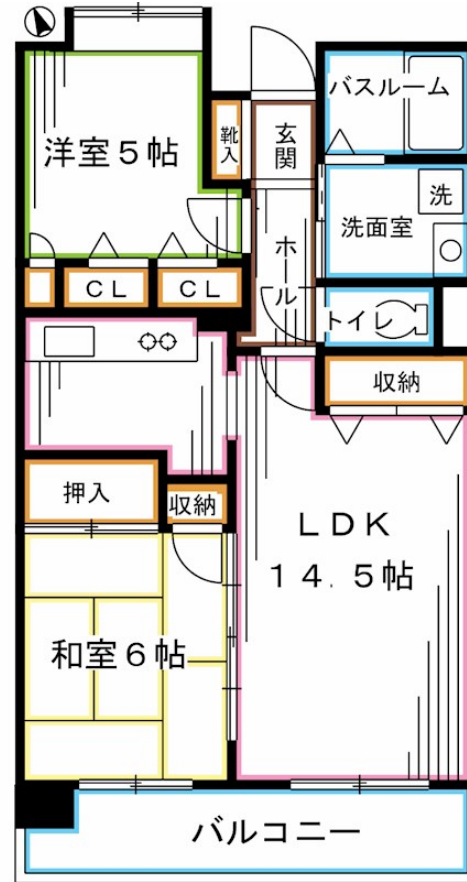 バスルーム
洋室5帖
靴入
玄関
洗
洗面室
ホール
CL
CL
トイレ
収納
押入
収納
LDK
14.5帖
和室6帖
バルコニー